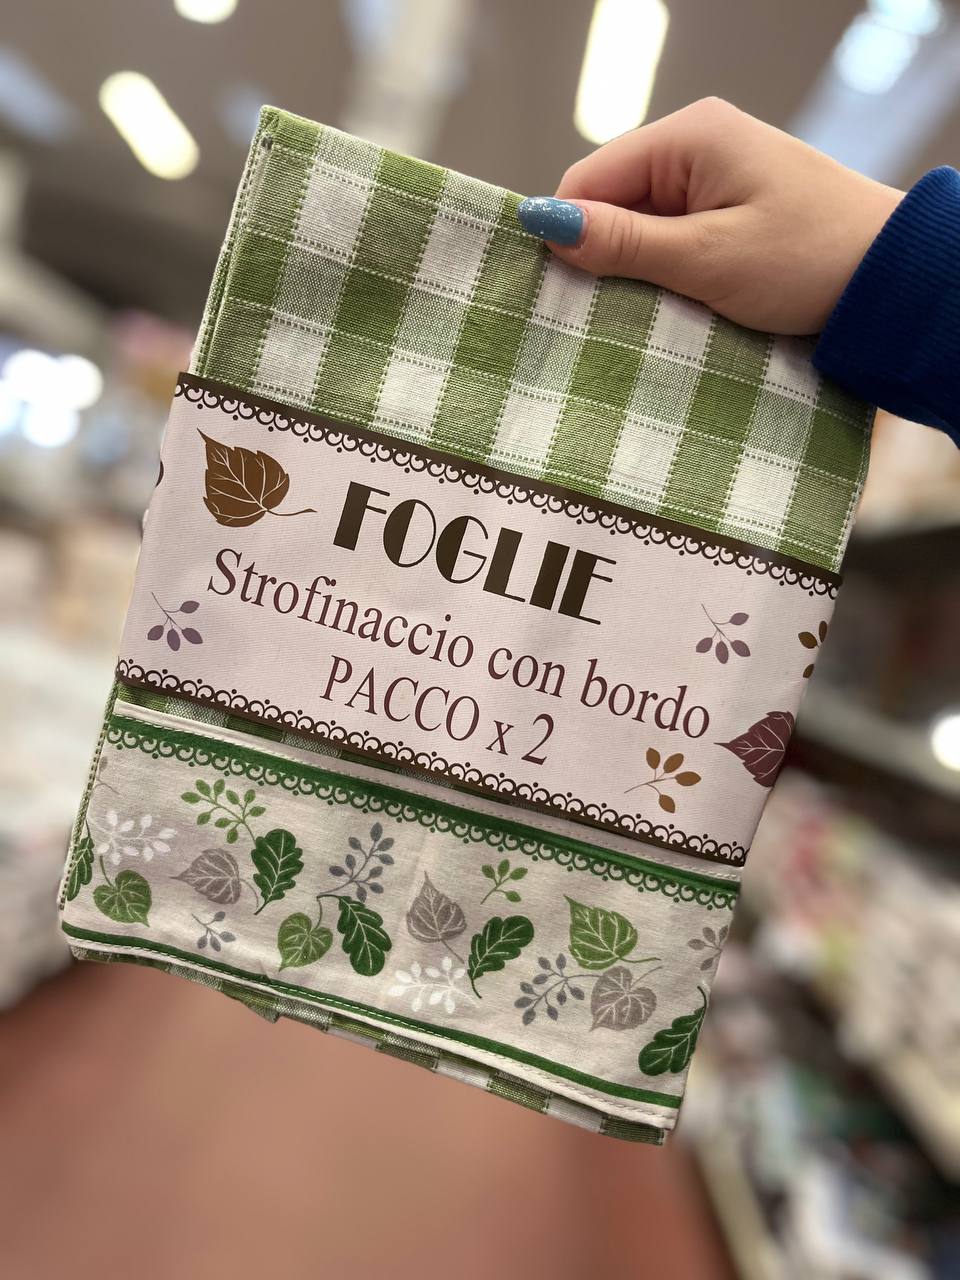 FOGLIE
Strofinaccio con bordo
PACCO x 2